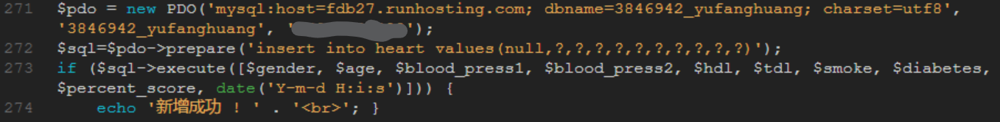 271 $pdo = new PDO('mysql:host=fdb27.runhosting.com; dbname=3846942_yufanghuang; charset=utf8',
'3846942_yufanghuang', ' ');
272 $sql=$pdo->prepare('insert into heart values(null,?,?,?,?,?,?,?,?,?,?)');
273 if ($sql->execute([$gender, $age, $blood_press1, $blood_press2, $hdl, $tdl, $smoke, $diabetes,
$percent_score, date('Y-m-d H:i:s')])) {
274 echo '新增成功 ! ' . '<br>'; }